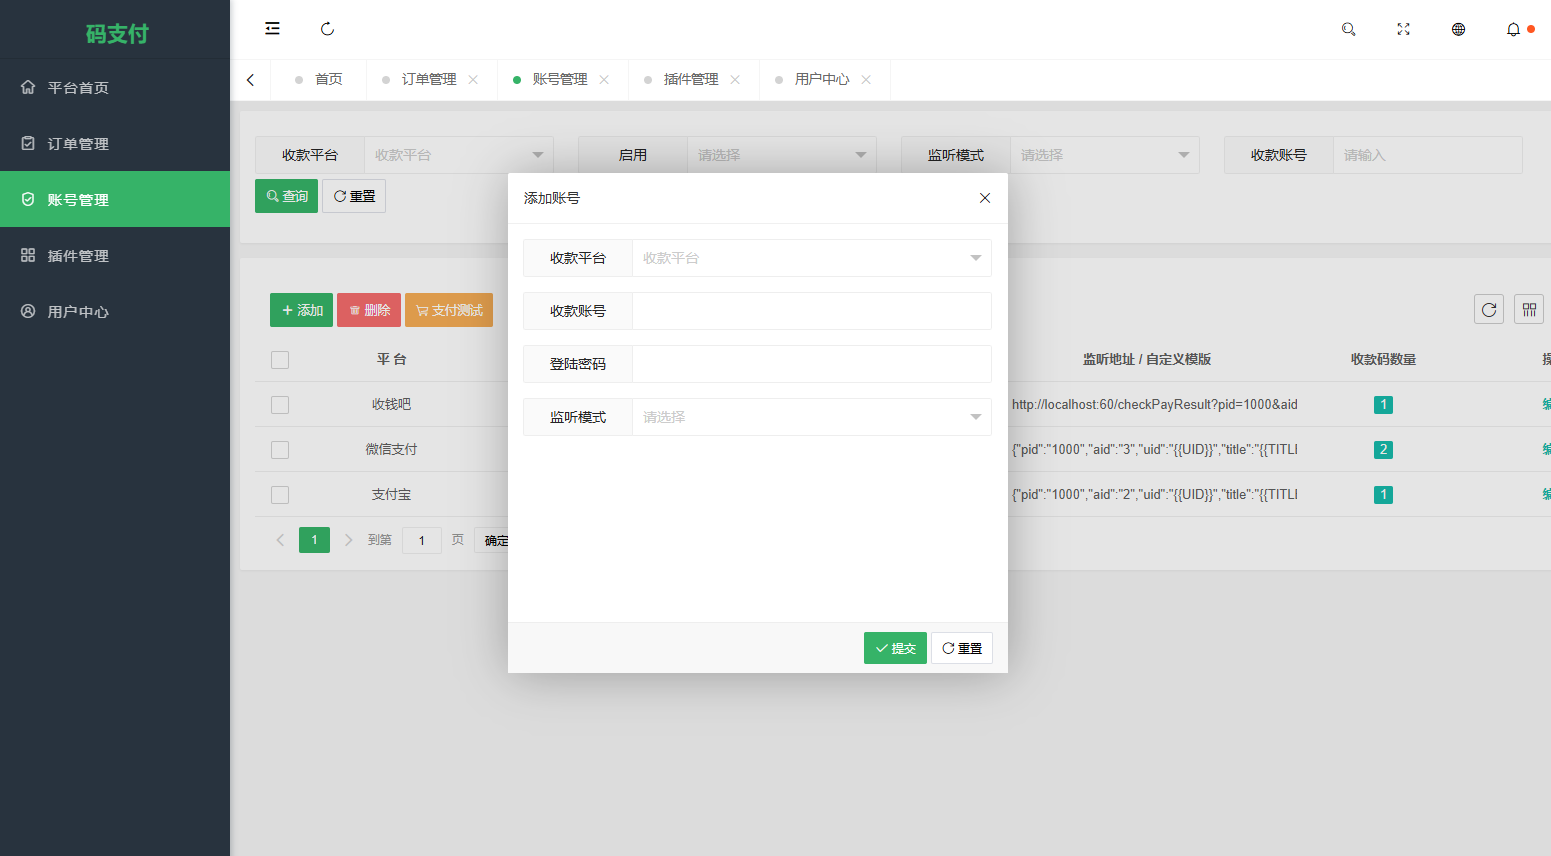 码支付
平台首页
订单管理
账号管理
插件管理
用户中心
首页 订单管理 账号管理 插件管理 用户中心
收款平台 收款平台 启用 请选择 监听模式 请选择 收款账号 请输入
查询 重置
添加账号
收款平台 收款平台
收款账号
登陆密码
监听模式 请选择
提交 重置
添加 删除 支付测试
平 台 监听地址 / 自定义模版 收款码数量
收钱吧 http://localhost:60/checkPayResult?pid=1000&aid 1
微信支付 {"pid":"1000","aid":"3","uid":"{{UID}}","title":"{{TITL 2
支付宝 {"pid":"1000","aid":"2","uid":"{{UID}}","title":"{{TITL 1
1 到第 1 页 确定